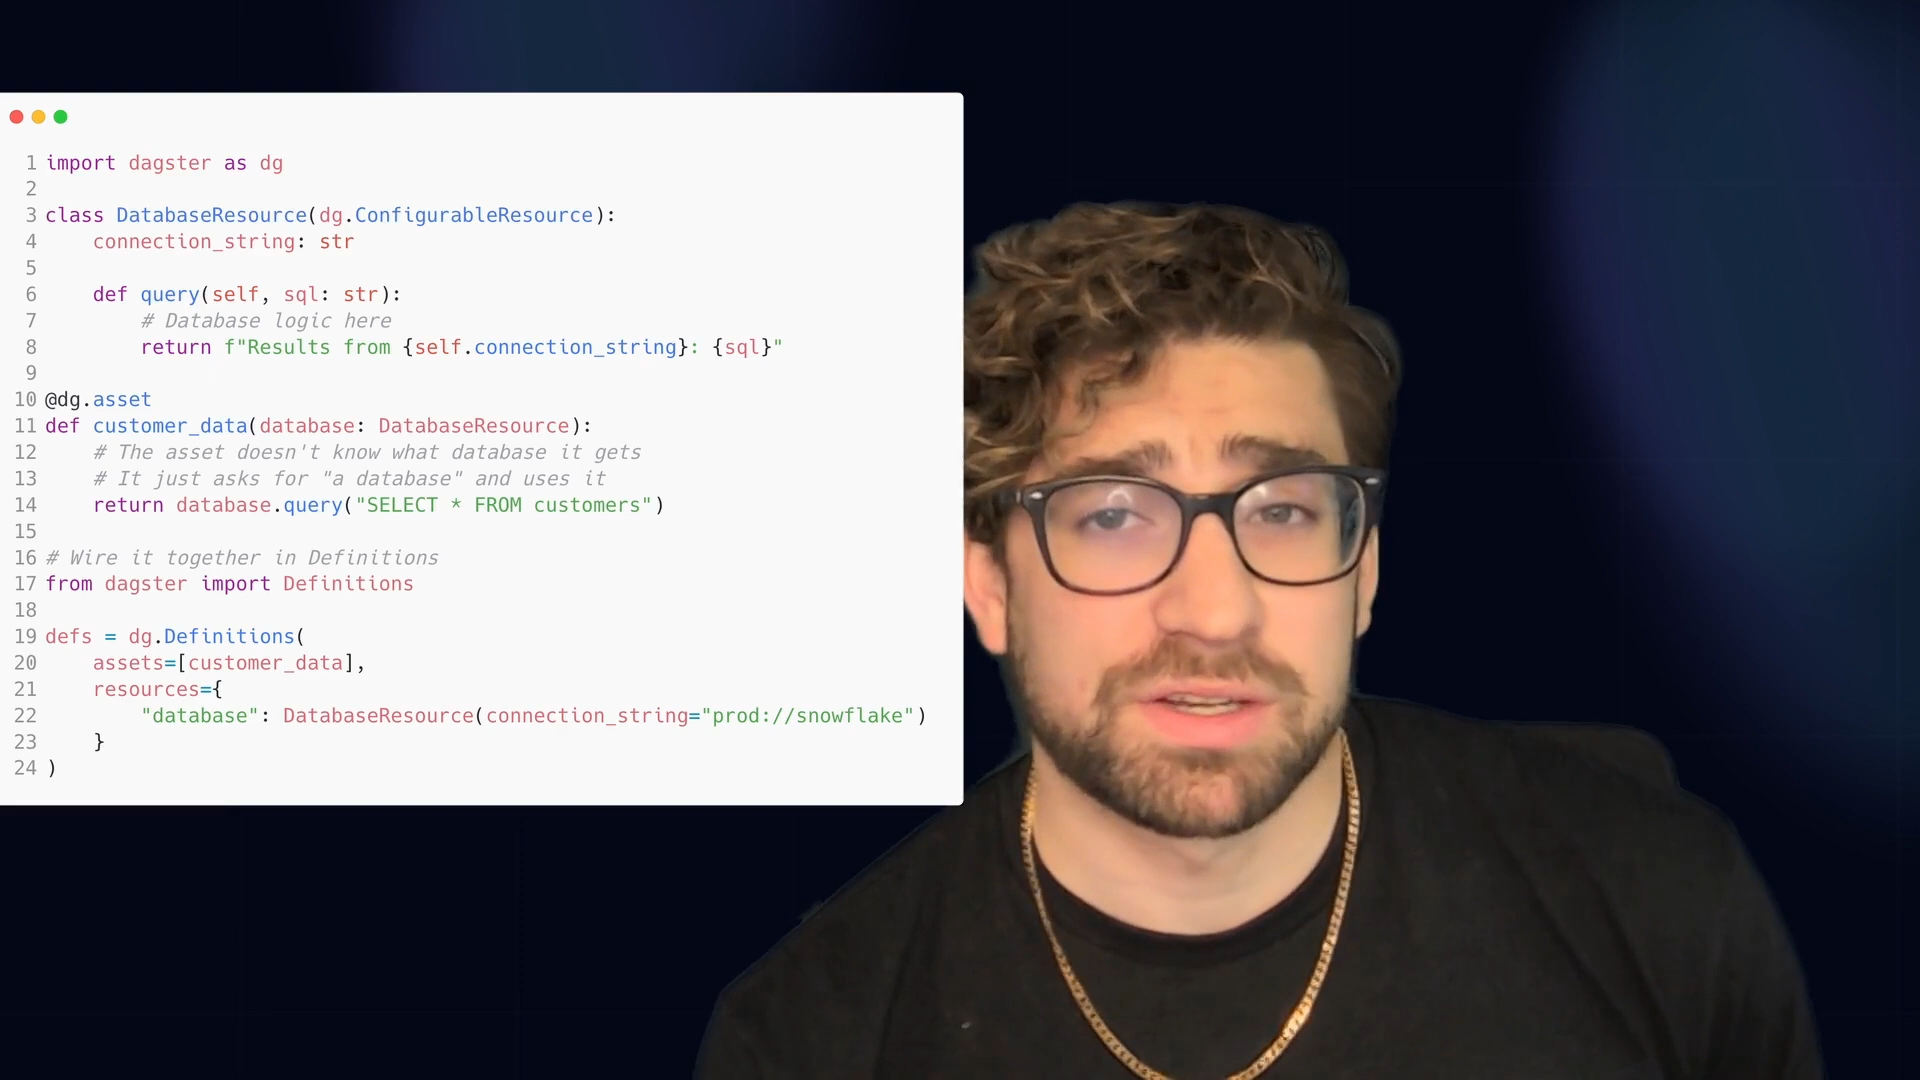 1 import dagster as dg
2
3 class DatabaseResource(dg.ConfigurableResource):
4     connection_string: str
5
6     def query(self, sql: str):
7         # Database logic here
8         return f"Results from {self.connection_string}: {sql}"
9
10 @dg.asset
11 def customer_data(database: DatabaseResource):
12     # The asset doesn't know what database it gets
13     # It just asks for "a database" and uses it
14     return database.query("SELECT * FROM customers")
15
16 # Wire it together in Definitions
17 from dagster import Definitions
18
19 defs = dg.Definitions(
20     assets=[customer_data],
21     resources={
22         "database": DatabaseResource(connection_string="prod://snowflake")
23     }
24 )